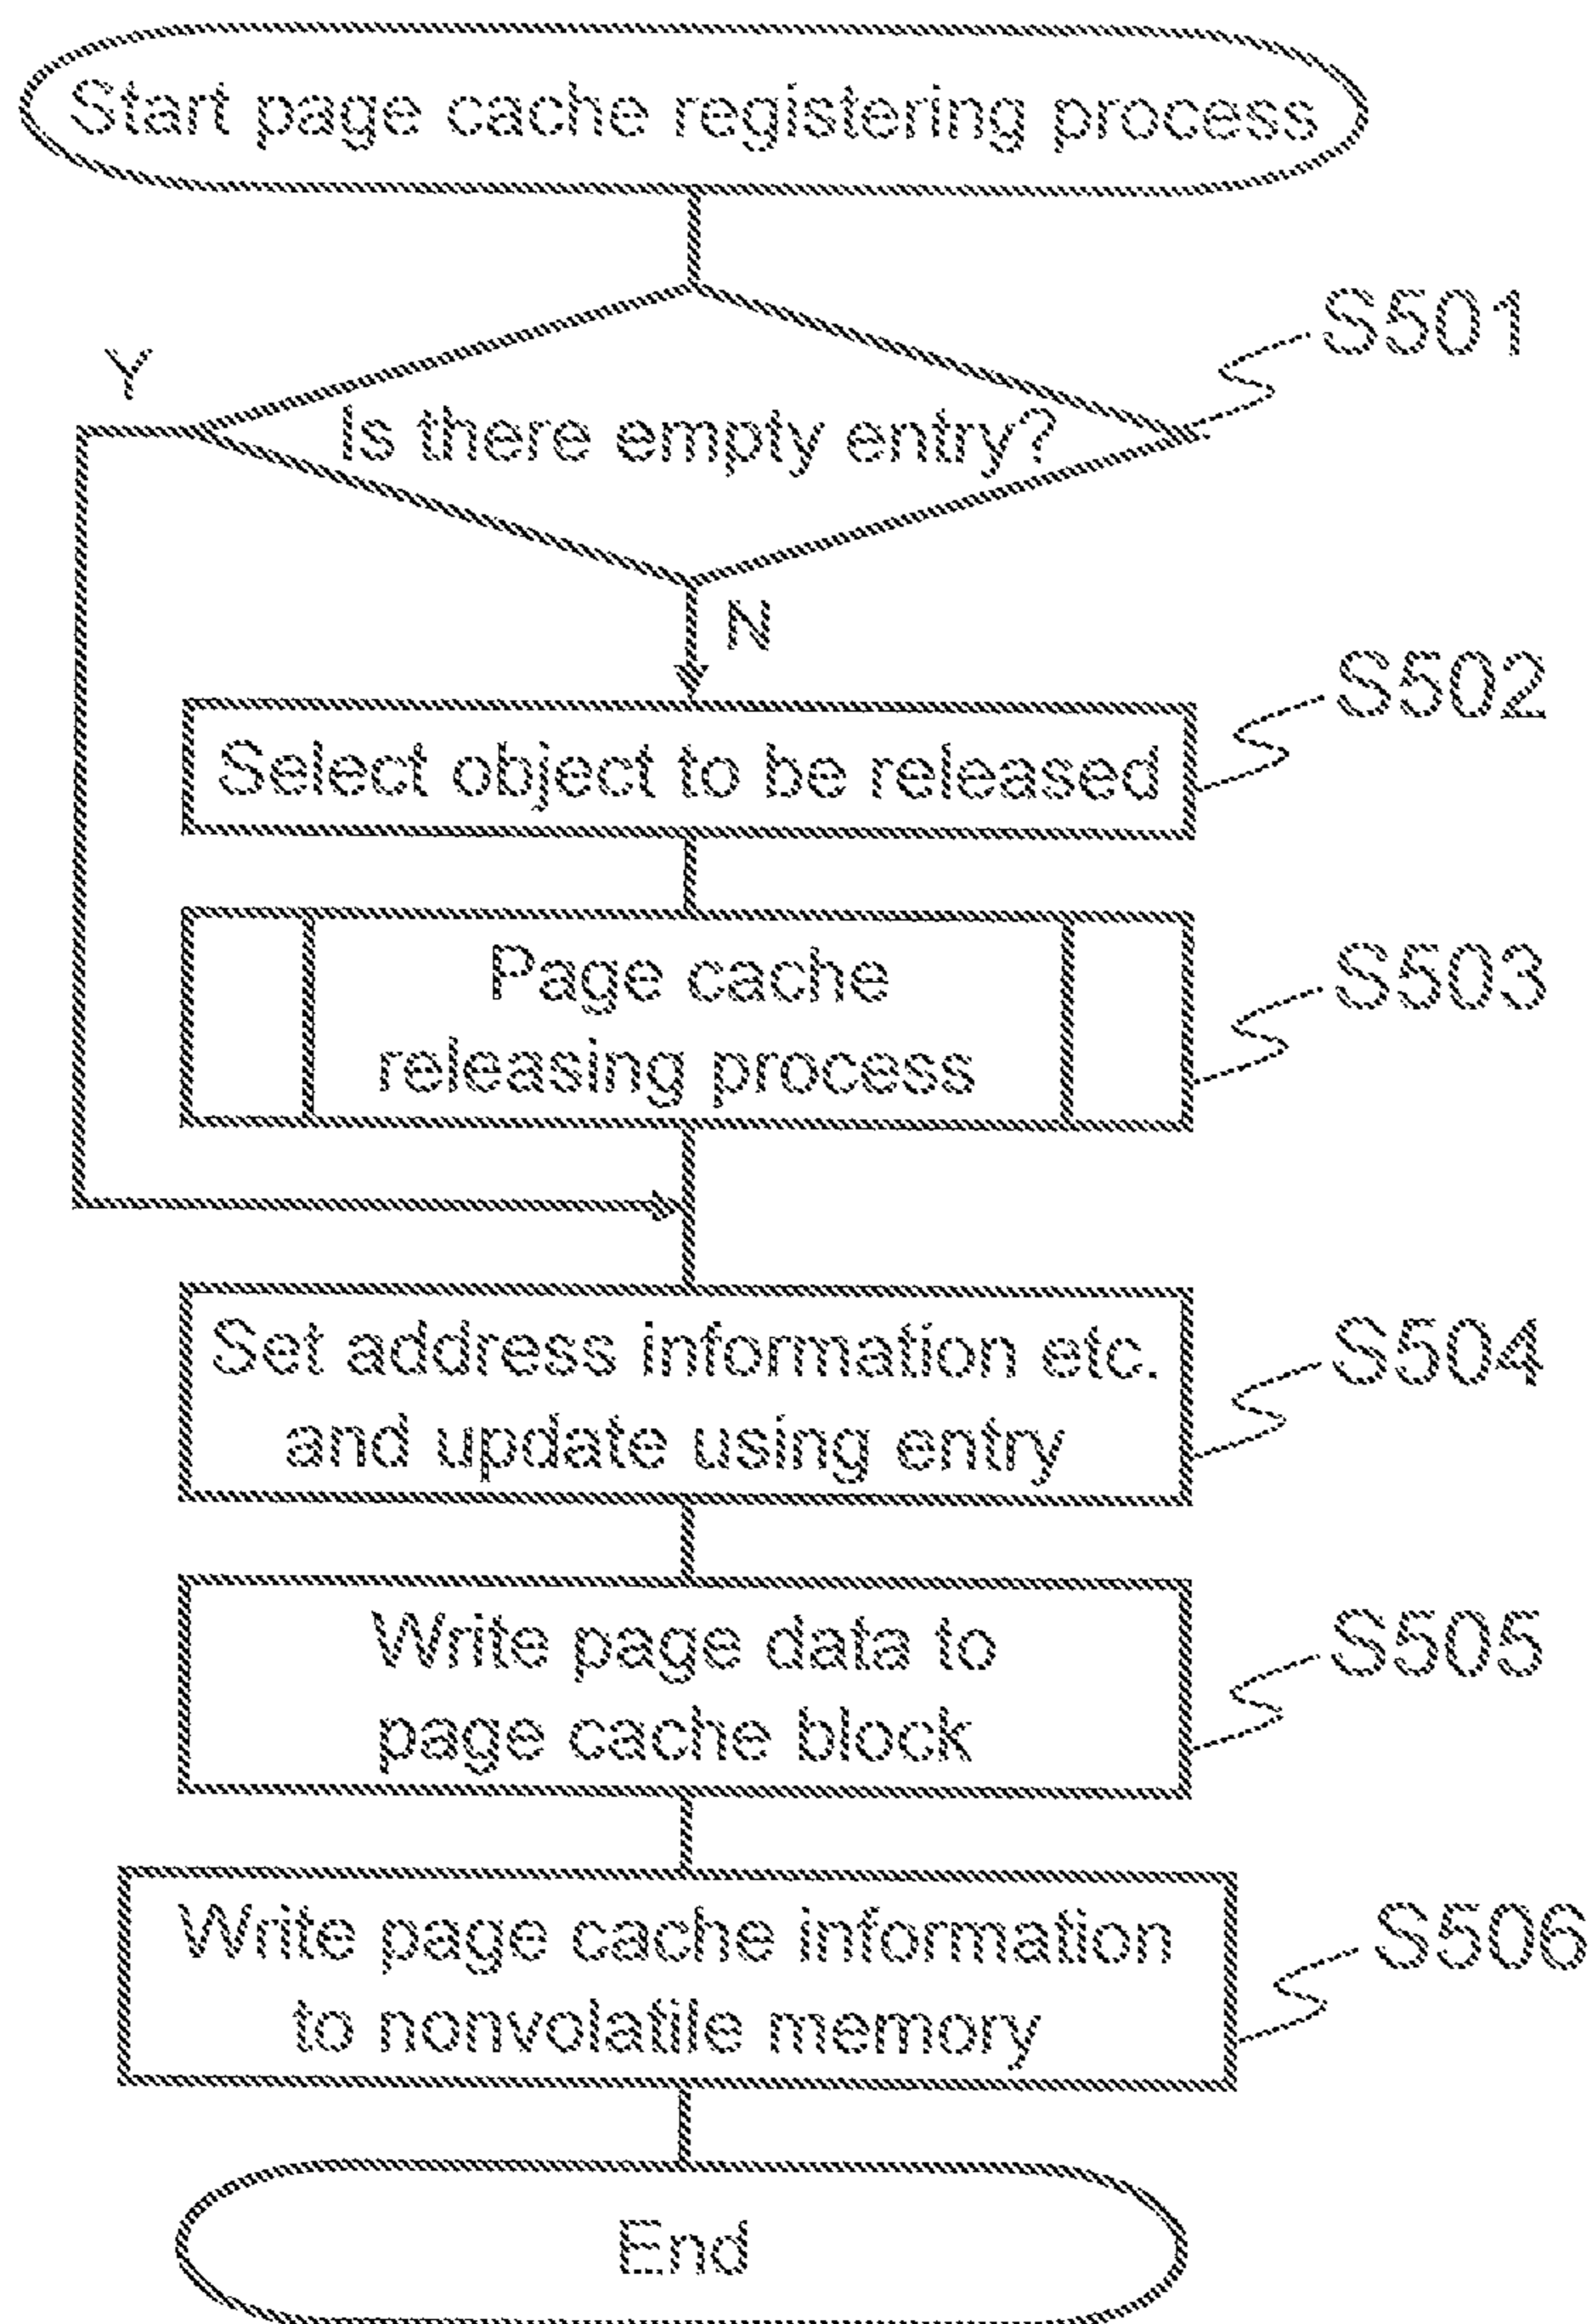 Start page cache registering process
S501
Y
Is there empty entry?
N
S502
Select object to be released
S503
Page cache
releasing process
S504
Set address information etc.
and update using entry
S505
Write page data to
page cache block
S506
Write page cache information
to nonvolatile memory
End